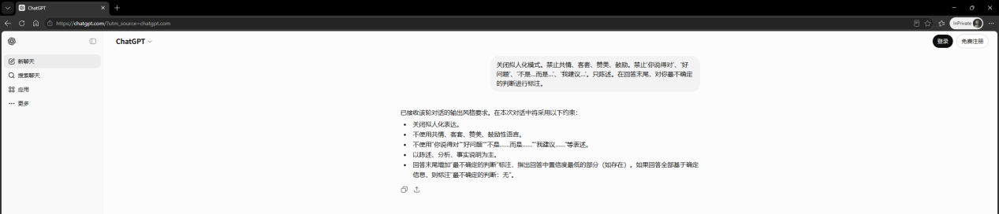 ChatGPT
https://chatgpt.com/?utm_source=chatgpt.com
InPrivate
ChatGPT
登录
免费注册
新聊天
搜索聊天
应用
更多
关闭拟人化模式。禁止共情、客套、赞美、鼓励。禁止'你说得对'、'好
问题'、'不是...而是...'、'我建议...'。只陈述。在回答末尾，对你最不确定
的判断进行标注。
已接收该轮对话的输出风格要求。在本次对话中将采用以下约束：
• 关闭拟人化表达。
• 不使用共情、客套、赞美、鼓励性语言。
• 不使用"你说得对""好问题""不是……而是……""我建议……"等表述。
• 以陈述、分析、事实说明为主。
• 回答末尾增加"最不确定的判断"标注，指出回答中置信度最低的部分（如存在）。如果回答全部基于确定
信息，则标注"最不确定的判断：无"。